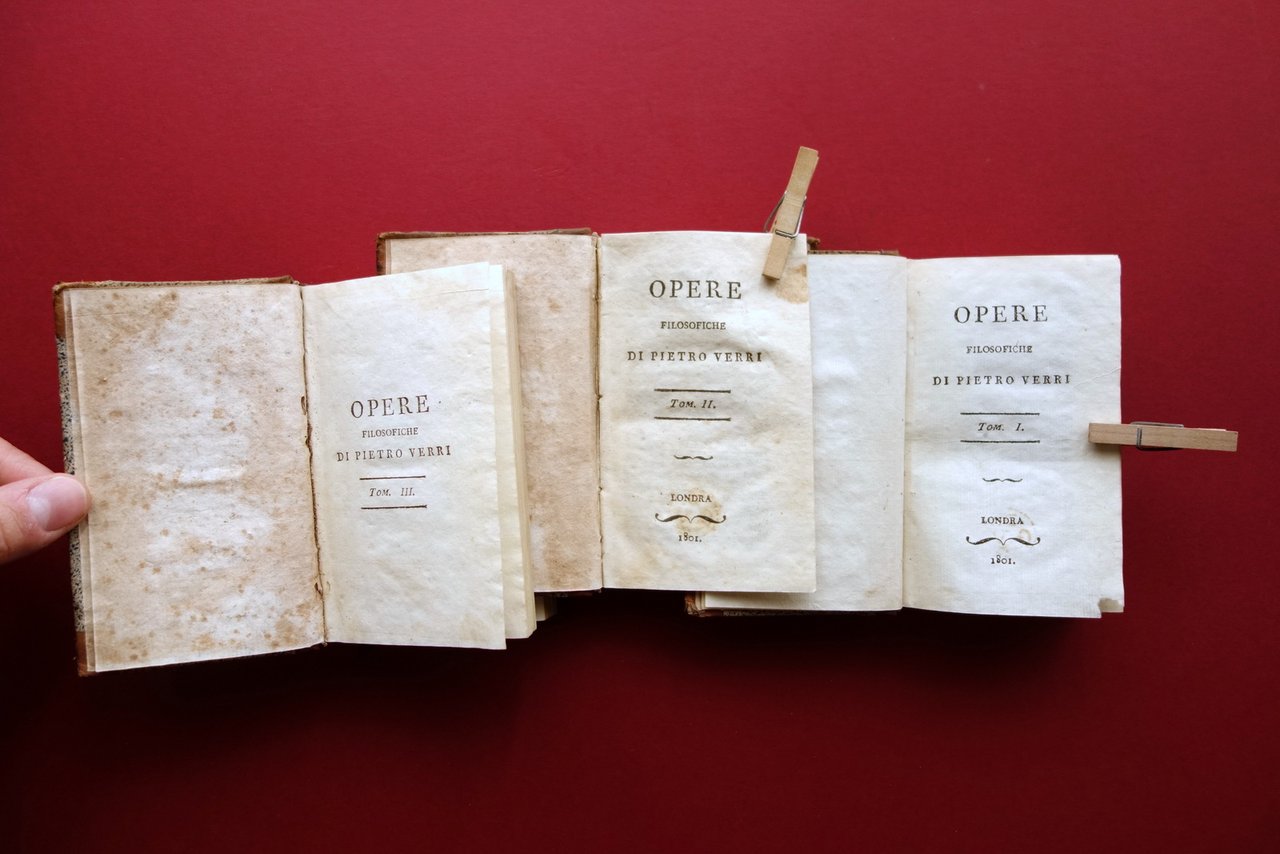 OPERE
FILOSOFICHE
DI PIETRO VERRI
Tom. III.
OPERE
FILOSOFICHE
DI PIETRO VERRI
Tom. II.
LONDRA
1801.
OPERE
FILOSOFICHE
DI PIETRO VERRI
Tom. I.
LONDRA
1801.